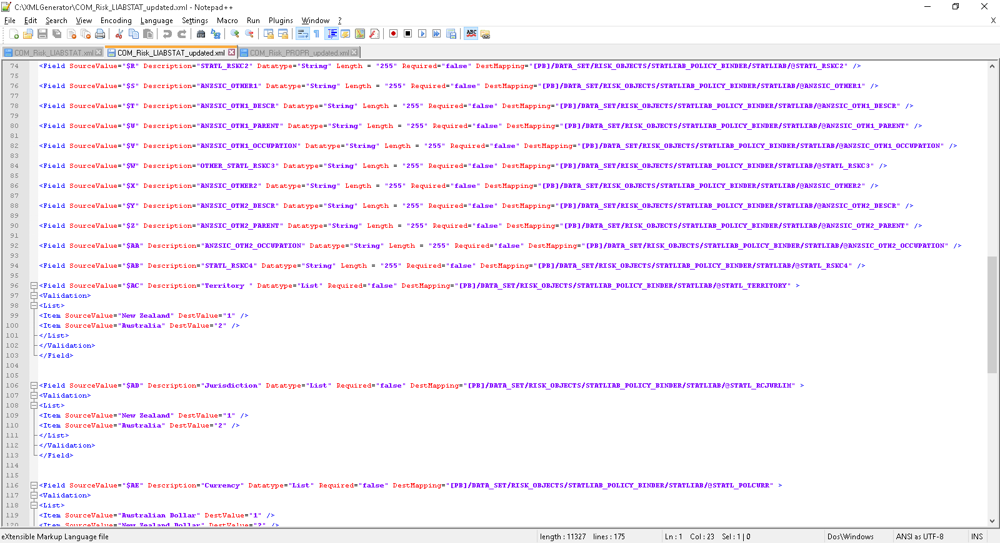 C:\XMLGenerator\COM_Risk_LIABSTAT_updated.xml - Notepad++
File Edit Search View Encoding Language Settings Macro Run Plugins Window ? X
ABC
COM_Risk_LIABSTAT.xml COM_Risk_LIABSTAT_updated.xml COM_Risk_PROPR_updated.xml
74 <Field SourceValue="$R" Description="STATL_RSKC2" Datatype="String" Length = "255" Required="false" DestMapping="[PB]/DATA_SET/RISK_OBJECTS/STATLIAB_POLICY_BINDER/STATLIAB/@STATL_RSKC2" />
75
76 <Field SourceValue="$S" Description="ANZSIC_OTHER1" Datatype="String" Length = "255" Required="false" DestMapping="[PB]/DATA_SET/RISK_OBJECTS/STATLIAB_POLICY_BINDER/STATLIAB/@ANZSIC_OTHER1" />
77
78 <Field SourceValue="$T" Description="ANZSIC_OTH1_DESCR" Datatype="String" Length = "255" Required="false" DestMapping="[PB]/DATA_SET/RISK_OBJECTS/STATLIAB_POLICY_BINDER/STATLIAB/@ANZSIC_OTH1_DESCR" />
79
80 <Field SourceValue="$U" Description="ANZSIC_OTH1_PARENT" Datatype="String" Length = "255" Required="false" DestMapping="[PB]/DATA_SET/RISK_OBJECTS/STATLIAB_POLICY_BINDER/STATLIAB/@ANZSIC_OTH1_PARENT" />
81
82 <Field SourceValue="$V" Description="ANZSIC_OTH1_OCCUPATION" Datatype="String" Length = "255" Required="false" DestMapping="[PB]/DATA_SET/RISK_OBJECTS/STATLIAB_POLICY_BINDER/STATLIAB/@ANZSIC_OTH1_OCCUPATION" />
83
84 <Field SourceValue="$W" Description="OTHER_STATL_RSKC3" Datatype="String" Length = "255" Required="false" DestMapping="[PB]/DATA_SET/RISK_OBJECTS/STATLIAB_POLICY_BINDER/STATLIAB/@STATL_RSKC3" />
85
86 <Field SourceValue="$X" Description="ANZSIC_OTHER2" Datatype="String" Length = "255" Required="false" DestMapping="[PB]/DATA_SET/RISK_OBJECTS/STATLIAB_POLICY_BINDER/STATLIAB/@ANZSIC_OTHER2" />
87
88 <Field SourceValue="$Y" Description="ANZSIC_OTH2_DESCR" Datatype="String" Length = "255" Required="false" DestMapping="[PB]/DATA_SET/RISK_OBJECTS/STATLIAB_POLICY_BINDER/STATLIAB/@ANZSIC_OTH2_DESCR" />
89
90 <Field SourceValue="$Z" Description="ANZSIC_OTH2_PARENT" Datatype="String" Length = "255" Required="false" DestMapping="[PB]/DATA_SET/RISK_OBJECTS/STATLIAB_POLICY_BINDER/STATLIAB/@ANZSIC_OTH2_PARENT" />
91
92 <Field SourceValue="$AA" Description="ANZSIC_OTH2_OCCUPATION" Datatype="String" Length = "255" Required="false" DestMapping="[PB]/DATA_SET/RISK_OBJECTS/STATLIAB_POLICY_BINDER/STATLIAB/@ANZSIC_OTH2_OCCUPATION" />
93
94 <Field SourceValue="$AB" Description="STATL_RSKC4" Datatype="String" Length = "255" Required="false" DestMapping="[PB]/DATA_SET/RISK_OBJECTS/STATLIAB_POLICY_BINDER/STATLIAB/@STATL_RSKC4" />
95
96 <Field SourceValue="$AC" Description="Territory " Datatype="List" Required="false" DestMapping="[PB]/DATA_SET/RISK_OBJECTS/STATLIAB_POLICY_BINDER/STATLIAB/@STATL_TERRITORY" >
97 <Validation>
98 <List>
99 <Item SourceValue="New Zealand" DestValue="1" />
100 <Item SourceValue="Australia" DestValue="2" />
101 </List>
102 </Validation>
103 </Field>
104
105
106 <Field SourceValue="$AD" Description="Jurisdiction" Datatype="List" Required="false" DestMapping="[PB]/DATA_SET/RISK_OBJECTS/STATLIAB_POLICY_BINDER/STATLIAB/@STATL_RCJURLIM" >
107 <Validation>
108 <List>
109 <Item SourceValue="New Zealand" DestValue="1" />
110 <Item SourceValue="Australia" DestValue="2" />
111 </List>
112 </Validation>
113 </Field>
114
115
116 <Field SourceValue="$AE" Description="Currency" Datatype="List" Required="false" DestMapping="[PB]/DATA_SET/RISK_OBJECTS/STATLIAB_POLICY_BINDER/STATLIAB/@STATL_POLCURR" >
117 <Validation>
118 <List>
119 <Item SourceValue="Australian Dollar" DestValue="1" />
120 <Item SourceValue="New Zealand Dollar" DestValue="2" />
eXtensible Markup Language file length : 11327 lines : 175 Ln : 1 Col : 23 Sel : 1 | 0 Dos\Windows ANSI as UTF-8 INS